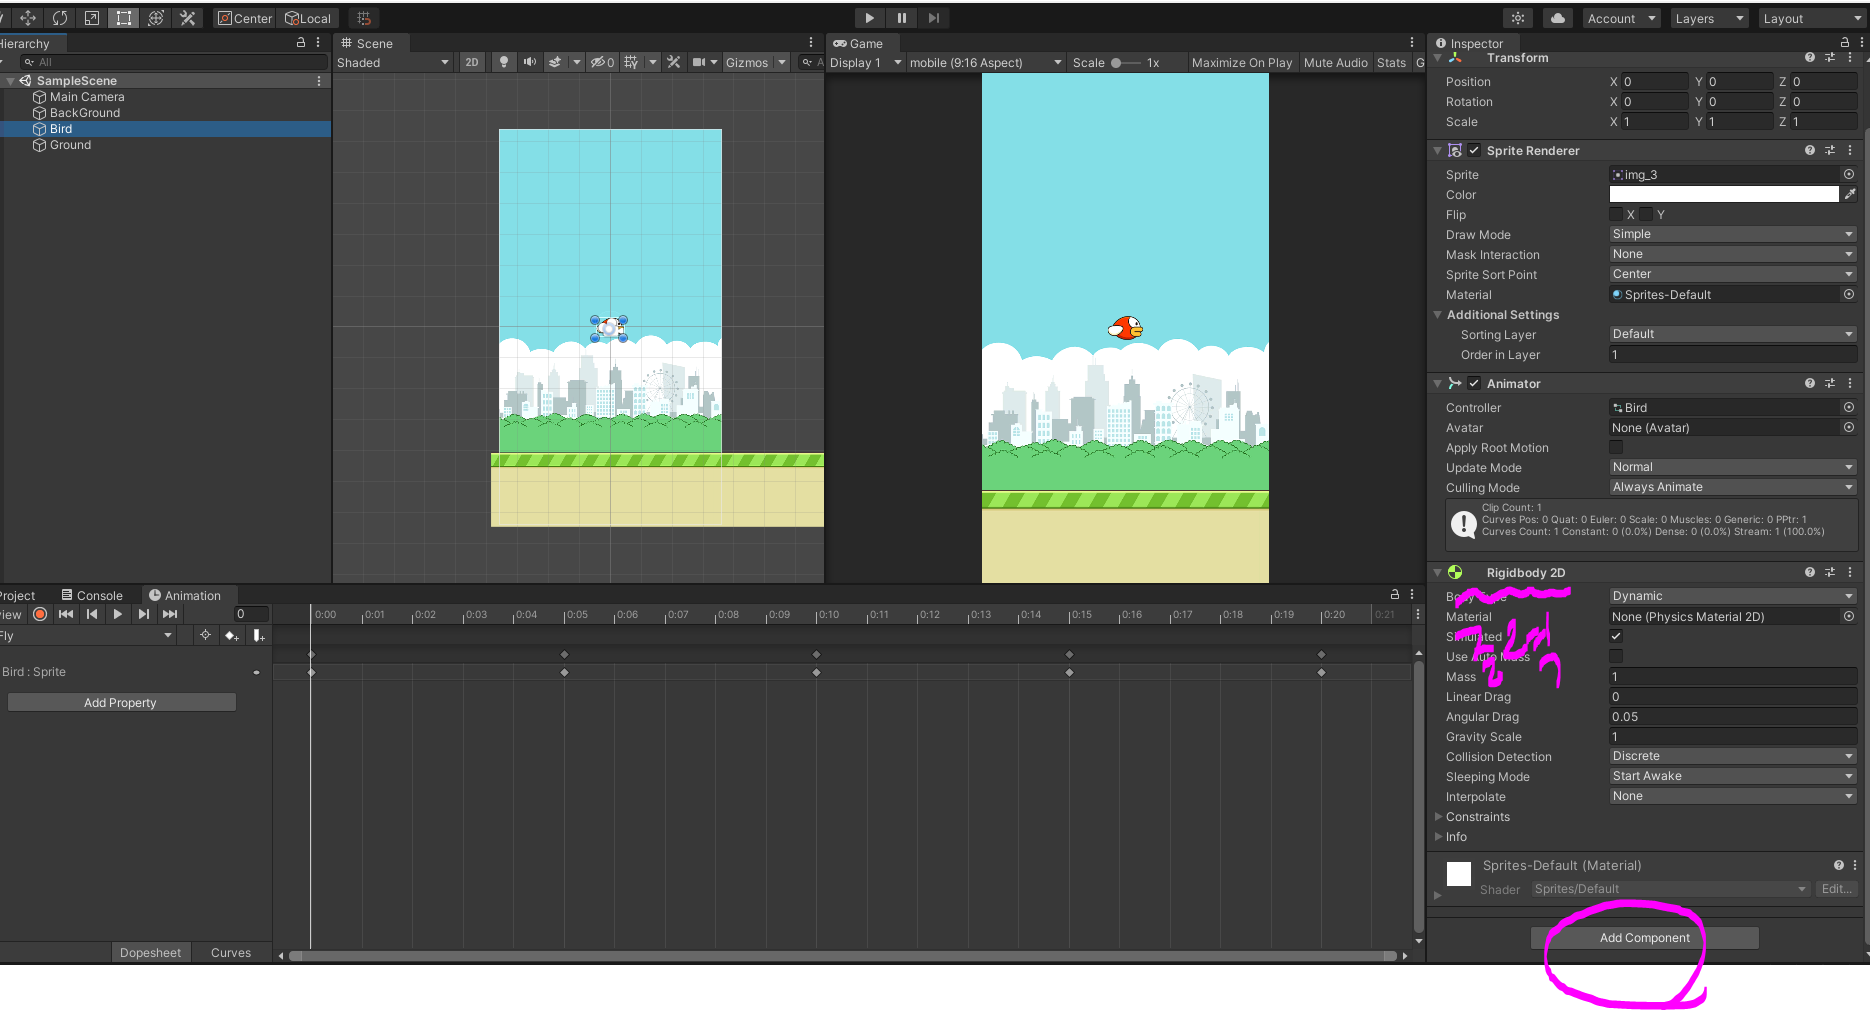 Center Local
Account Layers Layout
Hierarchy
All
SampleScene
Main Camera
BackGround
Bird
Ground
Scene
Shaded 2D 0 Gizmos A
Game
Display 1 mobile (9:16 Aspect) Scale 1x Maximize On Play Mute Audio Stats G
Inspector
Transform
Position X 0 Y 0 Z 0
Rotation X 0 Y 0 Z 0
Scale X 1 Y 1 Z 1
Sprite Renderer
Sprite img_3
Color
Flip X Y
Draw Mode Simple
Mask Interaction None
Sprite Sort Point Center
Material Sprites-Default
Additional Settings
Sorting Layer Default
Order in Layer 1
Animator
Controller Bird
Avatar None (Avatar)
Apply Root Motion
Update Mode Normal
Culling Mode Always Animate
Clip Count: 1
Curves Pos: 0 Quat: 0 Euler: 0 Scale: 0 Muscles: 0 Generic: 0 PPtr: 1
Curves Count: 1 Constant: 0 (0.0%) Dense: 0 (0.0%) Stream: 1 (100.0%)
Rigidbody 2D
Body Type Dynamic
Material None (Physics Material 2D)
Simulated
Use Auto Mass
Mass 1
Linear Drag 0
Angular Drag 0.05
Gravity Scale 1
Collision Detection Discrete
Sleeping Mode Start Awake
Interpolate None
Constraints
Info
Sprites-Default (Material)
Shader Sprites/Default Edit...
Add Component
Project Console Animation
view 0 0:00 0:01 0:02 0:03 0:04 0:05 0:06 0:07 0:08 0:09 0:10 0:11 0:12 0:13 0:14 0:15 0:16 0:17 0:18 0:19 0:20 0:21
Fly
Bird : Sprite
Add Property
Dopesheet Curves